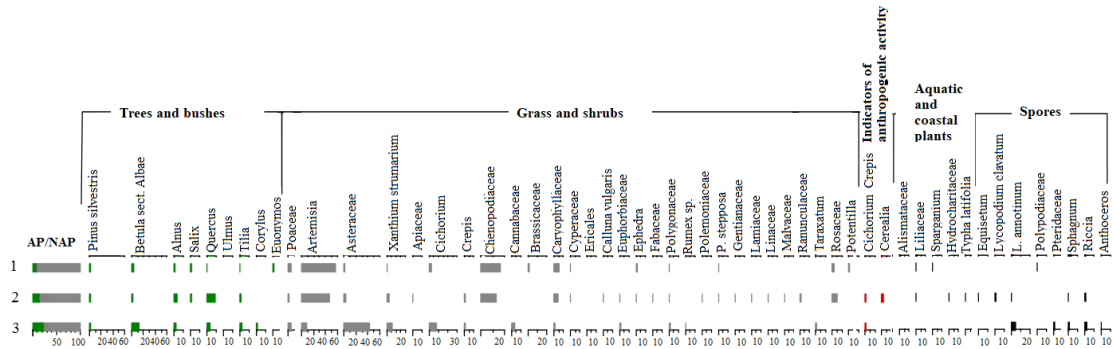 Trees and bushes
Grass and shrubs
Indicators of
anthropogenic activity
Aquatic
and
coastal
plants
Spores
AP/NAP
Pinus silvestris
Betula sect. Albae
Alnus
Salix
Quercus
Ulmus
Tilia
Corylus
Euonymos
Poaceae
Artemisia
Asteraceae
Xanthium strumarium
Apiaceae
Cichorium
Crepis
Chenopodiaceae
Cannabaceae
Brassicaceae
Caryophyliaceae
Cyperaceae
Ericales
Calluna vulgaris
Euphorbiaceae
Ephedra
Fabaceae
Polygonaceae
Rumex sp.
Polemoniaceae
P. stepposa
Gentianaceae
Lamiaceae
Linaceae
Malvaceae
Ranunculaceae
Taraxatum
Rosaceae
Potentilla
Cichorium Crepis
Cerealia
Alismataceae
Liliaceae
Sparganium
Hydrocharitaceae
Typha latifolia
Equisetum
Lycopodium clavatum
L. annotinum
Polypodiaceae
Pteridaceae
Sphagnum
Riccia
Anthoceros
1
2
3
50 100 20 40 60 20 40 60 10 10 10 10 10 10 10 10 20 40 60 20 40 60 20 10 10 30 10 20 10 20 10 10 10 10 10 10 10 10 10 10 10 10 10 10 10 10 10 10 10 10 10 10 10 10 10 10 10 10 20 10 10 10 10 10